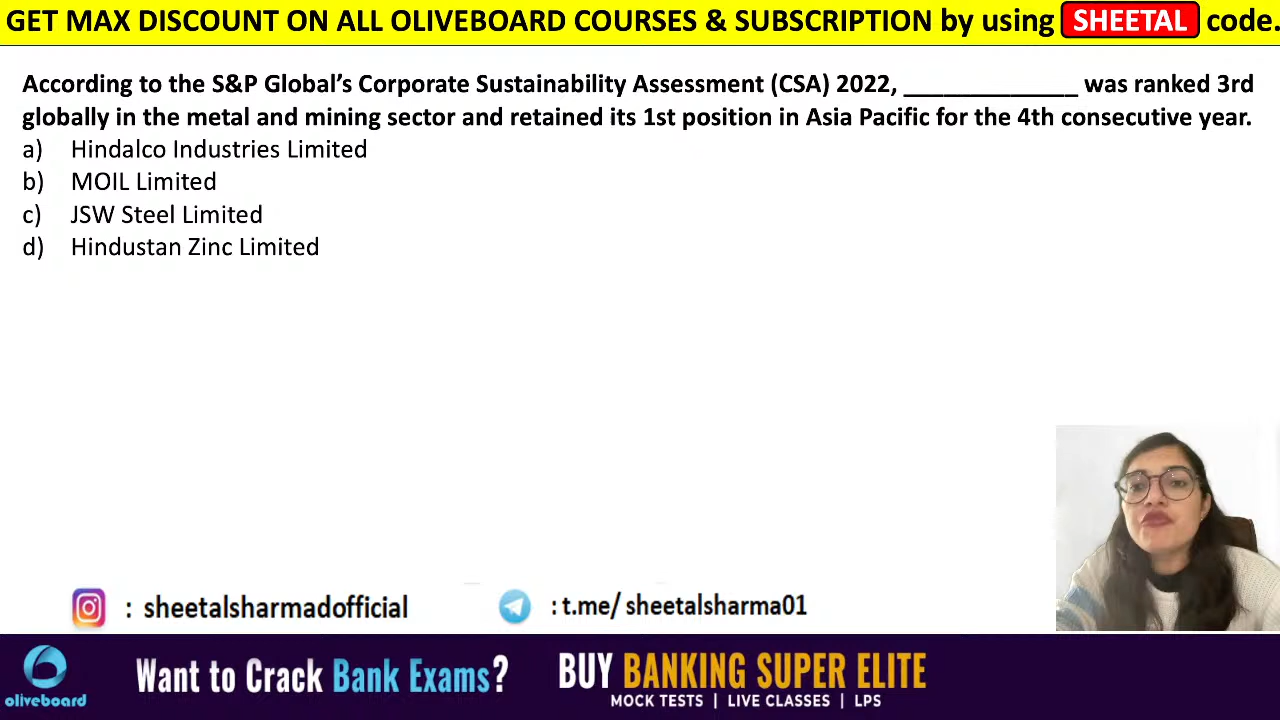 GET MAX DISCOUNT ON ALL OLIVEBOARD COURSES & SUBSCRIPTION by using SHEETAL code.
According to the S&P Global’s Corporate Sustainability Assessment (CSA) 2022, _____________ was ranked 3rd
globally in the metal and mining sector and retained its 1st position in Asia Pacific for the 4th consecutive year.
a) Hindalco Industries Limited
b) MOIL Limited
c) JSW Steel Limited
d) Hindustan Zinc Limited
: sheetalsharmadofficial
: t.me/ sheetalsharma01
oliveboard
Want to Crack Bank Exams?
BUY BANKING SUPER ELITE
MOCK TESTS | LIVE CLASSES | LPS